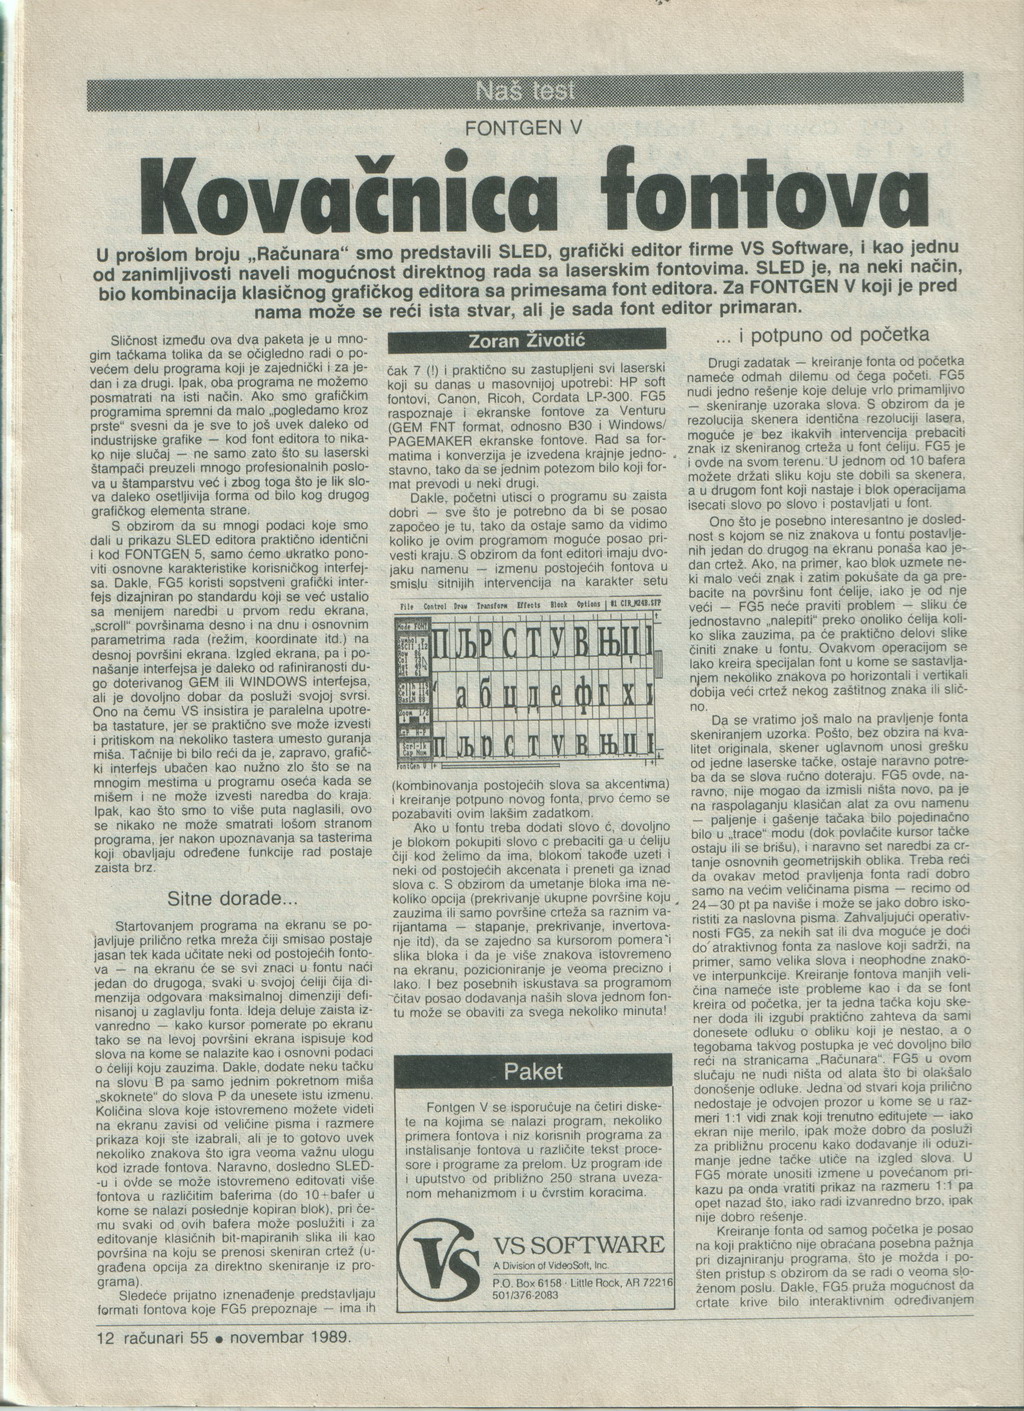 Naš test
FONTGEN V
Kovačnica fontova
U prošlom broju „Računara“ smo predstavili SLED, grafički editor firme VS Software, i kao jednu
od zanimljivosti naveli mogućnost direktnog rada sa laserskim fontovima. SLED je, na neki način,
bio kombinacija klasičnog grafičkog editora sa primesama font editora. Za FONTGEN V koji je pred
nama može se reći ista stvar, ali je sada font editor primaran.
Sličnost između ova dva paketa je u mno-
gim tačkama tolika da se očigledno radi o po-
većem delu programa koji je zajednički i za je-
dan i za drugi. Ipak, oba programa ne možemo
posmatrati na isti način. Ako smo grafičkim
programima spremni da malo „pogledamo kroz
prste“ svesni da je sve to još uvek daleko od
industrijske grafike — kod font editora to nika-
ko nije slučaj — ne samo zato što su laserski
štampači preuzeli mnogo profesionalnih poslo-
va u štamparstvu već i zbog toga što je lik slo-
va daleko osetljivija forma od bilo kog drugog
grafičkog elementa strane.
S obzirom da su mnogi podaci koje smo
dali u prikazu SLED editora praktično identični
i kod FONTGEN 5, samo ćemo ukratko pono-
viti osnovne karakteristike korisničkog interfej-
sa. Dakle, FG5 koristi sopstveni grafički inter-
fejs dizajniran po standardu koji se već ustalio
sa menijem naredbi u prvom redu ekrana,
„scroll“ površinama desno i na dnu i osnovnim
parametrima rada (režim, koordinate itd.) na
desnoj površini ekrana. Izgled ekrana, pa i po-
našanje interfejsa je daleko od rafiniranosti du-
go doterivanog GEM ili WINDOWS interfejsa,
ali je dovoljno dobar da posluži svojoj svrsi.
Ono na čemu VS insistira je paralelna upotre-
ba tastature, jer se praktično sve može izvesti
i pritiskom na nekoliko tastera umesto guranja
miša. Tačnije bi bilo reći da je, zapravo, grafič-
ki interfejs ubačen kao nužno zlo što se na
mnogim mestima u programu oseća kada se
mišem i ne može izvesti naredba do kraja.
Ipak, kao što smo to više puta naglasili, ovo
se nikako ne može smatrati lošom stranom
programa, jer nakon upoznavanja sa tasterima
koji obavljaju određene funkcije rad postaje
zaista brz.
Sitne dorade...
Startovanjem programa na ekranu se po-
javljuje prilično retka mreža čiji smisao postaje
jasan tek kada učitate neki od postojećih fonto-
va — na ekranu će se svi znaci u fontu naći
jedan do drugoga, svaki u svojoj ćeliji čija di-
menzija odgovara maksimalnoj dimenziji defi-
nisanoj u zaglavlju fonta. Ideja deluje zaista iz-
vanredno — kako kursor pomerate po ekranu
tako se na levoj površini ekrana ispisuje kod
slova na kome se nalazite kao i osnovni podaci
o ćeliji koju zauzima. Dakle, dodate neku tačku
na slovu B pa samo jednim pokretnom miša
„skoknete“ do slova P da unesete istu izmenu.
Količina slova koje istovremeno možete videti
na ekranu zavisi od veličine pisma i razmere
prikaza koji ste izabrali, ali je to gotovo uvek
nekoliko znakova što igra veoma važnu ulogu
kod izrade fontova. Naravno, dosledno SLED-
-u i ovde se može istovremeno editovati više
fontova u različitim baferima (do 10+bafer u
kome se nalazi poslednje kopiran blok), pri če-
mu svaki od ovih bafera može poslužiti i za
editovanje klasičnih bit-mapiranih slika ili kao
površina na koju se prenosi skeniran crtež (u-
građena opcija za direktno skeniranje iz pro-
grama).
Sledeće prijatno iznenađenje predstavljaju
formati fontova koje FG5 prepoznaje — ima ih
Zoran Životić
čak 7 (!) i praktično su zastupljeni svi laserski
koji su danas u masovnijoj upotrebi: HP soft
fontovi, Canon, Ricoh, Cordata LP-300. FG5
raspoznaje i ekranske fontove za Venturu
(GEM FNT format, odnosno B30 i Windows/
PAGEMAKER ekranske fontove. Rad sa for-
matima i konverzija je izvedena krajnje jedno-
stavno, tako da se jednim potezom bilo koji for-
mat prevodi u neki drugi.
Dakle, početni utisci o programu su zaista
dobri — sve što je potrebno da bi se posao
započeo je tu, tako da ostaje samo da vidimo
koliko je ovim programom moguće posao pri-
vesti kraju. S obzirom da font editori imaju dvo-
jaku namenu — izmenu postojećih fontova u
smislu sitnijih intervencija na karakter setu
File Control Draw Transform Effects Block Options
П Љ Р С Т У В Њ Ц
а б ц д е ф г х
FontGen V
(kombinovanja postojećih slova sa akcentima)
i kreiranje potpuno novog fonta, prvo ćemo se
pozabaviti ovim lakšim zadatkom.
Ako u fontu treba dodati slovo ć, dovoljno
je blokom pokupiti slovo c prebaciti ga u ćeliju
čiji kod želimo da ima, blokom takođe uzeti i
neki od postojećih akcenata i preneti ga iznad
slova c. S obzirom da umetanje bloka ima ne-
koliko opcija (prekrivanje ukupne površine koju
zauzima ili samo površine crteža sa raznim va-
rijantama — stapanje, prekrivanje, invertova-
nje itd), da se zajedno sa kursorom pomera i
slika bloka i da je više znakova istovremeno
na ekranu, pozicioniranje je veoma precizno i
lako. I bez posebnih iskustava sa programom
čitav posao dodavanja naših slova jednom fon-
tu može se obaviti za svega nekoliko minuta!
Paket
Fontgen V se isporučuje na četiri diske-
te na kojima se nalazi program, nekoliko
primera fontova i niz korisnih programa za
instalisanje fontova u različite tekst proce-
sore i programe za prelom. Uz program ide
i uputstvo od približno 250 strana uveza-
nom mehanizmom i u čvrstim koracima.
VS
VS SOFTWARE
A Division of VideoSoft, Inc.
P.O. Box 6158 · Little Rock, AR 72216
501/376-2083
... i potpuno od početka
Drugi zadatak — kreiranje fonta od početka
nameće odmah dilemu od čega početi. FG5
nudi jedno rešenje koje deluje vrlo primamljivo
— skeniranje uzoraka slova. S obzirom da je
rezolucija skenera identična rezoluciji lasera,
moguće je bez ikakvih intervencija prebaciti
znak iz skeniranog crteža u font ćeliju. FG5 je
i ovde na svom terenu. U jednom od 10 bafera
možete držati sliku koju ste dobili sa skenera,
a u drugom font koji nastaje i blok operacijama
isecati slovo po slovo i postavljati u font.
Ono što je posebno interesantno je dosled-
nost s kojom se niz znakova u fontu postavlje-
nih jedan do drugog na ekranu ponaša kao je-
dan crtež. Ako, na primer, kao blok uzmete ne-
ki malo veći znak i zatim pokušate da ga pre-
bacite na površinu font ćelije, iako je od nje
veći — FG5 neće praviti problem — sliku će
jednostavno „nalepiti“ preko onoliko ćelija koli-
ko slika zauzima, pa će praktično delovi slike
činiti znake u fontu. Ovakvom operacijom se
lako kreira specijalan font u kome se sastavlja-
njem nekoliko znakova po horizontali i vertikali
dobija veći crtež nekog zaštitnog znaka ili slič-
no.
Da se vratimo još malo na pravljenje fonta
skeniranjem uzorka. Pošto, bez obzira na kva-
litet originala, skener uglavnom unosi grešku
od jedne laserske tačke, ostaje naravno potre-
ba da se slova ručno doteraju. FG5 ovde, na-
ravno, nije mogao da izmisli ništa novo, pa je
na raspolaganju klasičan alat za ovu namenu
— paljenje i gašenje tačaka bilo pojedinačno
bilo u „trace“ modu (dok povlačite kursor tačke
ostaju ili se brišu), i naravno set naredbi za cr-
tanje osnovnih geometrijskih oblika. Treba reći
da ovakav metod pravljenja fonta radi dobro
samo na većim veličinama pisma — recimo od
24—30 pt pa naviše i može se jako dobro isko-
ristiti za naslovna pisma. Zahvaljujući operativ-
nosti FG5, za nekih sat ili dva moguće je doći
do atraktivnog fonta za naslove koji sadrži, na
primer, samo velika slova i neophodne znako-
ve interpunkcije. Kreiranje fontova manjih veli-
čina nameće iste probleme kao i da se font
kreira od početka, jer ta jedna tačka koju ske-
ner doda ili izgubi praktično zahteva da sami
donesete odluku o obliku koji je nestao, a o
tegobama takvog postupka je već dovoljno bilo
reći na stranicama „Računara“. FG5 u ovom
slučaju ne nudi ništa od alata što bi olakšalo
donošenje odluke. Jedna od stvari koja prilično
nedostaje je odvojen prozor u kome se u raz-
meri 1:1 vidi znak koji trenutno editujete — iako
ekran nije merilo, ipak može dobro da posluži
za približnu procenu kako dodavanje ili oduzi-
manje jedne tačke utiče na izgled slova. U
FG5 morate unositi izmene u povećanom pri-
kazu pa onda vratiti prikaz na razmeru 1:1 pa
opet nazad što, iako radi izvanredno brzo, ipak
nije dobro rešenje.
Kreiranje fonta od samog početka je posao
na koji praktično nije obraćana posebna pažnja
pri dizajniranju programa, što je možda i po-
šten pristup s obzirom da se radi o veoma slo-
ženom poslu. Dakle, FG5 pruža mogućnost da
crtate krive bilo interaktivnim određivanjem
12 računari 55 • novembar 1989.